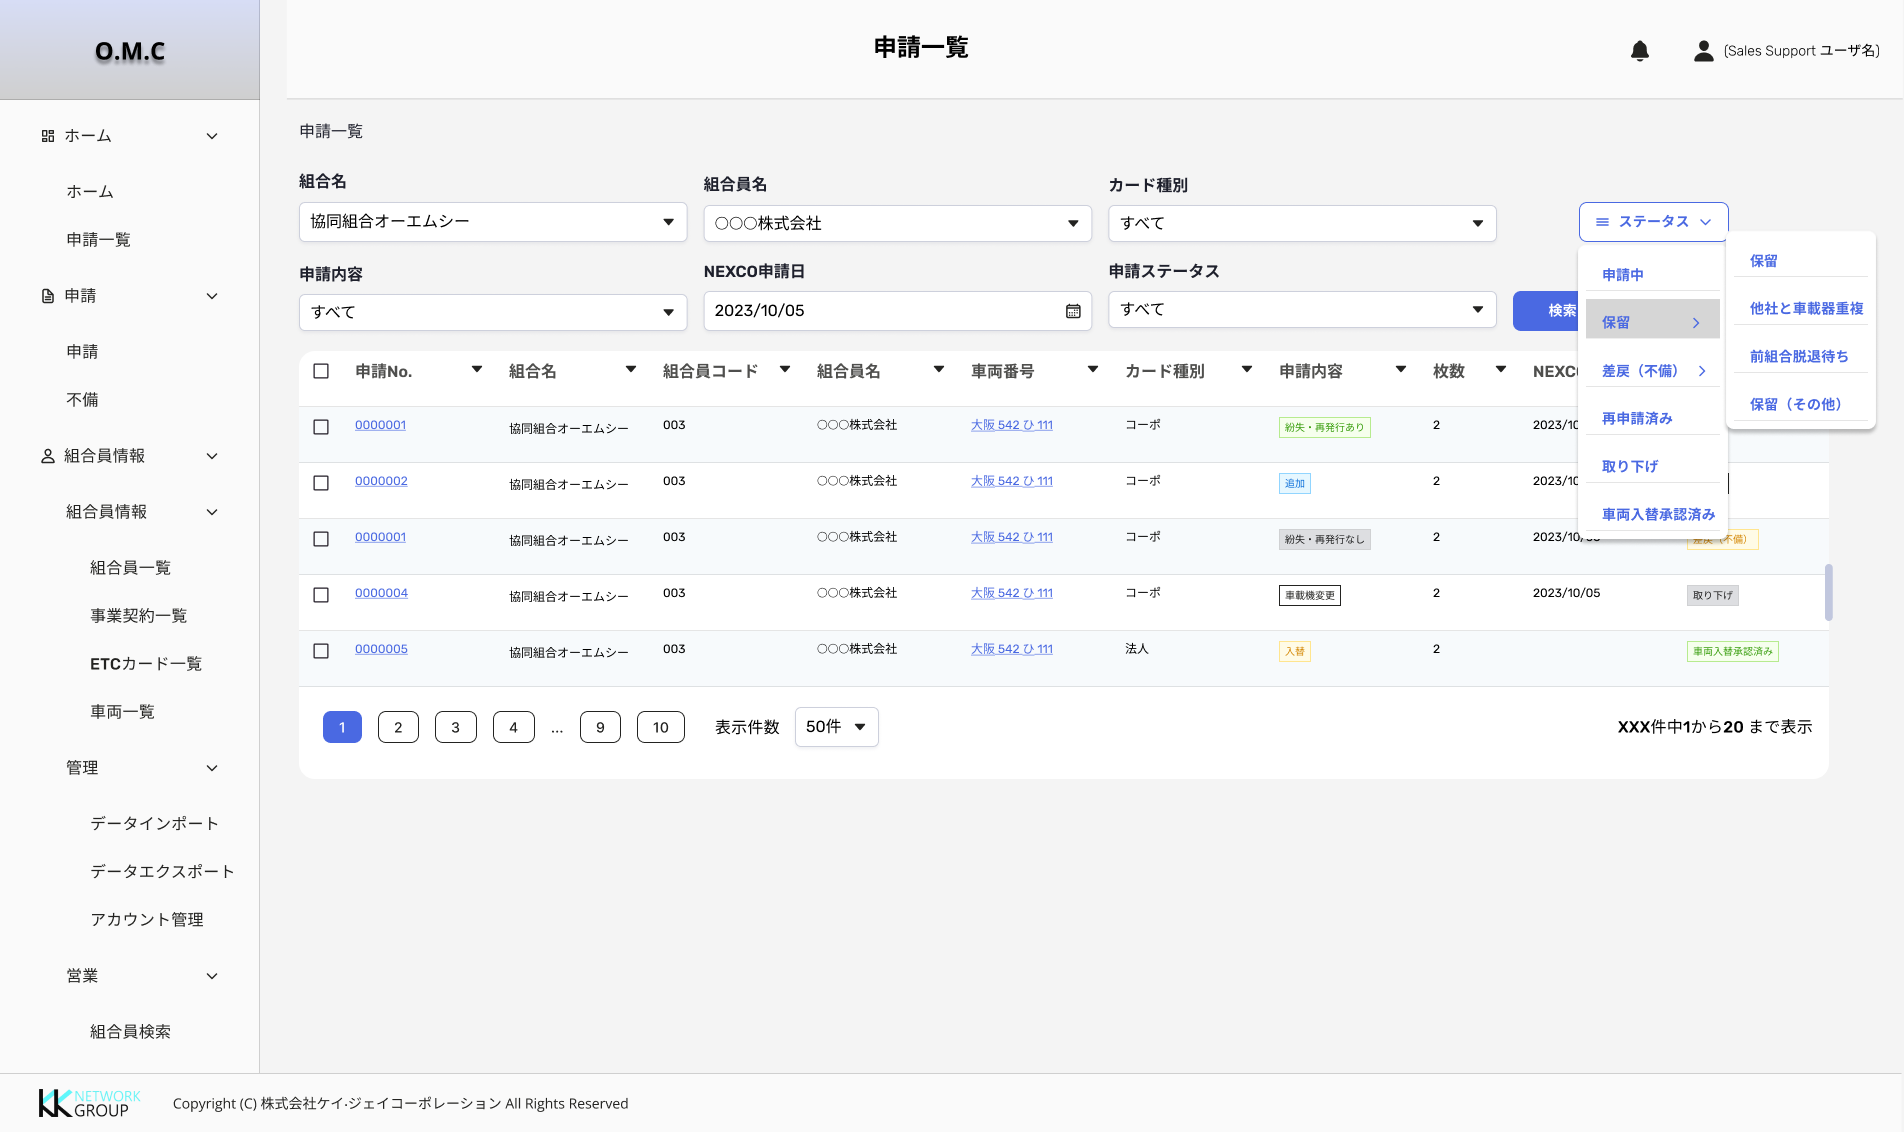 O.M.C
申請一覧
(Sales Support ユーザ名)
ホーム
ホーム
申請一覧
申請
申請
不備
組合員情報
組合員情報
組合員一覧
事業契約一覧
ETCカード一覧
車両一覧
管理
データインポート
データエクスポート
アカウント管理
営業
組合員検索
申請一覧
組合名
組合員名
カード種別
協同組合オーエムシー
○○○株式会社
すべて
ステータス
申請内容
NEXCO申請日
申請ステータス
すべて
2023/10/05
すべて
検索
申請中
保留
差戻（不備）
再申請済み
取り下げ
車両入替承認済み
保留
他社と車載器重複
前組合脱退待ち
保留（その他）
申請No. 組合名 組合員コード 組合員名 車両番号 カード種別 申請内容 枚数 NEXC
0000001 協同組合オーエムシー 003 ○○○株式会社 大阪 542 ひ 111 コーポ 紛失・再発行あり 2 2023/10
0000002 協同組合オーエムシー 003 ○○○株式会社 大阪 542 ひ 111 コーポ 追加 2 2023/10
0000001 協同組合オーエムシー 003 ○○○株式会社 大阪 542 ひ 111 コーポ 紛失・再発行なし 2 2023/10/05 差戻（不備）
0000004 協同組合オーエムシー 003 ○○○株式会社 大阪 542 ひ 111 コーポ 車載機変更 2 2023/10/05 取り下げ
0000005 協同組合オーエムシー 003 ○○○株式会社 大阪 542 ひ 111 法人 入替 2 車両入替承認済み
1 2 3 4 ... 9 10 表示件数 50件 XXX件中1から20 まで表示
KK NETWORK
GROUP
Copyright (C) 株式会社ケイ･ジェイコーポレーション All Rights Reserved